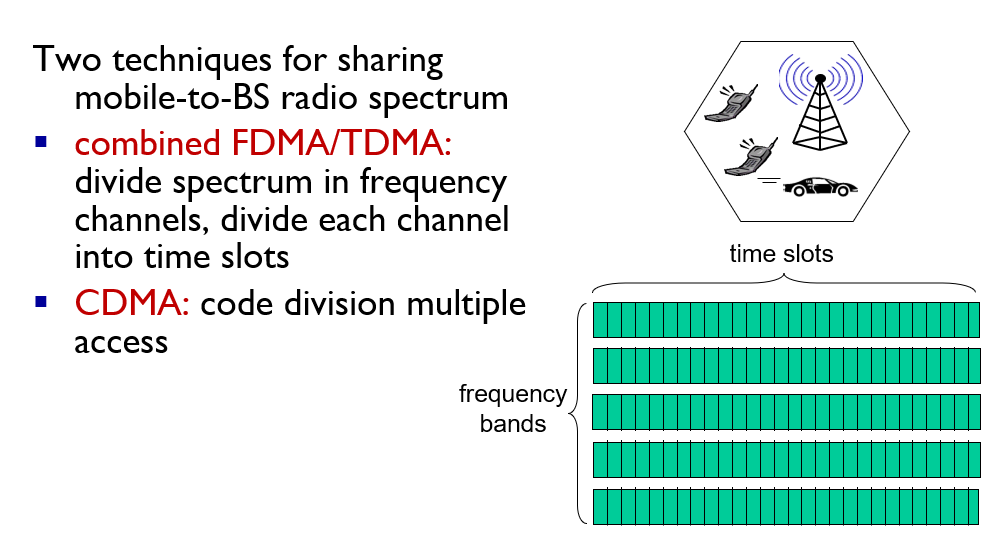 Two techniques for sharing
mobile-to-BS radio spectrum
▪ combined FDMA/TDMA:
divide spectrum in frequency
channels, divide each channel
into time slots
▪ CDMA: code division multiple
access
time slots
frequency
bands